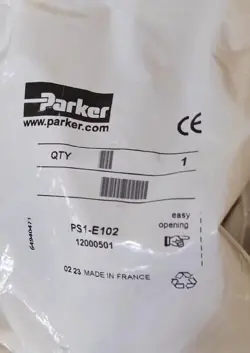 Parker
www.parker.com
CE
QTY 1
PS1-E102
12000501
easy
opening
02 23 MADE IN FRANCE